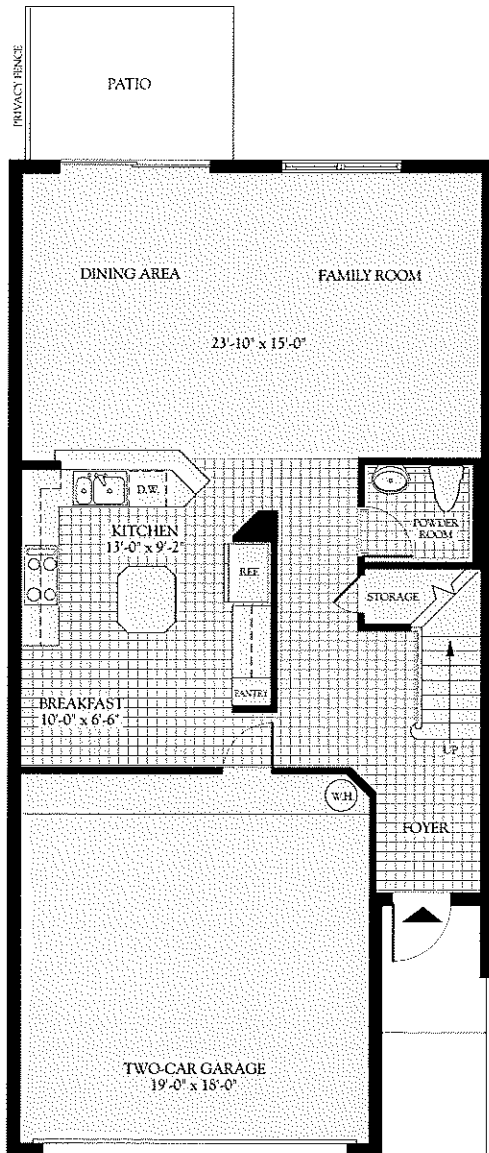 PRIVACY FENCE
PATIO
DINING AREA
FAMILY ROOM
23'-10" x 15'-0"
D.W.
KITCHEN
13'-0" x 9'-2"
POWDER
ROOM
REF.
STORAGE
PANTRY
BREAKFAST
10'-0" x 6'-6"
UP
W.H.
FOYER
TWO-CAR GARAGE
19'-0" x 18'-0"